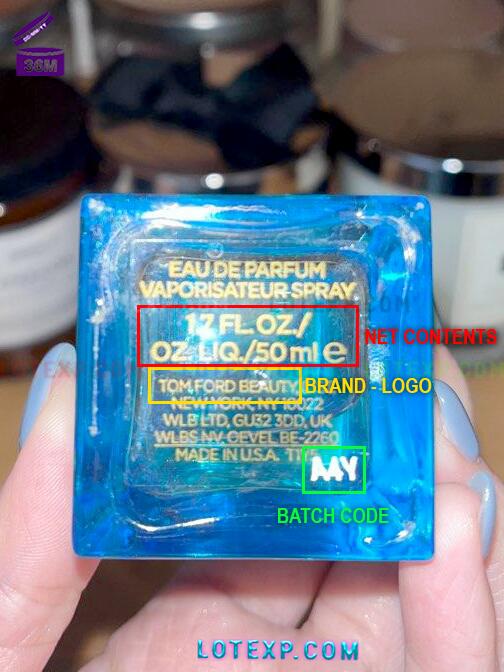 36M
EAU DE PARFUM
VAPORISATEUR SPRAY
1.7 FL.OZ./
OZ. LIQ./50 ml e
NET CONTENTS
TOM FORD BEAUTY,
BRAND - LOGO
NEW YORK, NY 10022
WLB LTD, GU32 3DD, UK
WLBS NV. OEVEL BE-2260
MADE IN U.S.A.
AAY
BATCH CODE
LOTEXP.COM